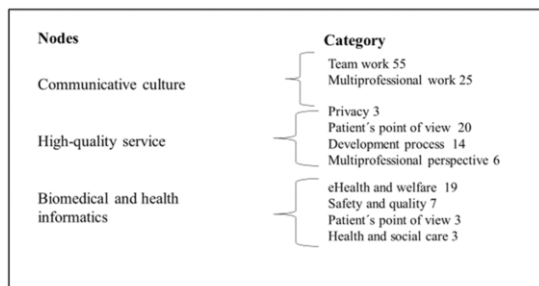 Nodes
Category
Communicative culture
Team work 55
Multiprofessional work 25
High-quality service
Privacy 3
Patient´s point of view 20
Development process 14
Multiprofessional perspective 6
Biomedical and health
informatics
eHealth and welfare 19
Safety and quality 7
Patient´s point of view 3
Health and social care 3